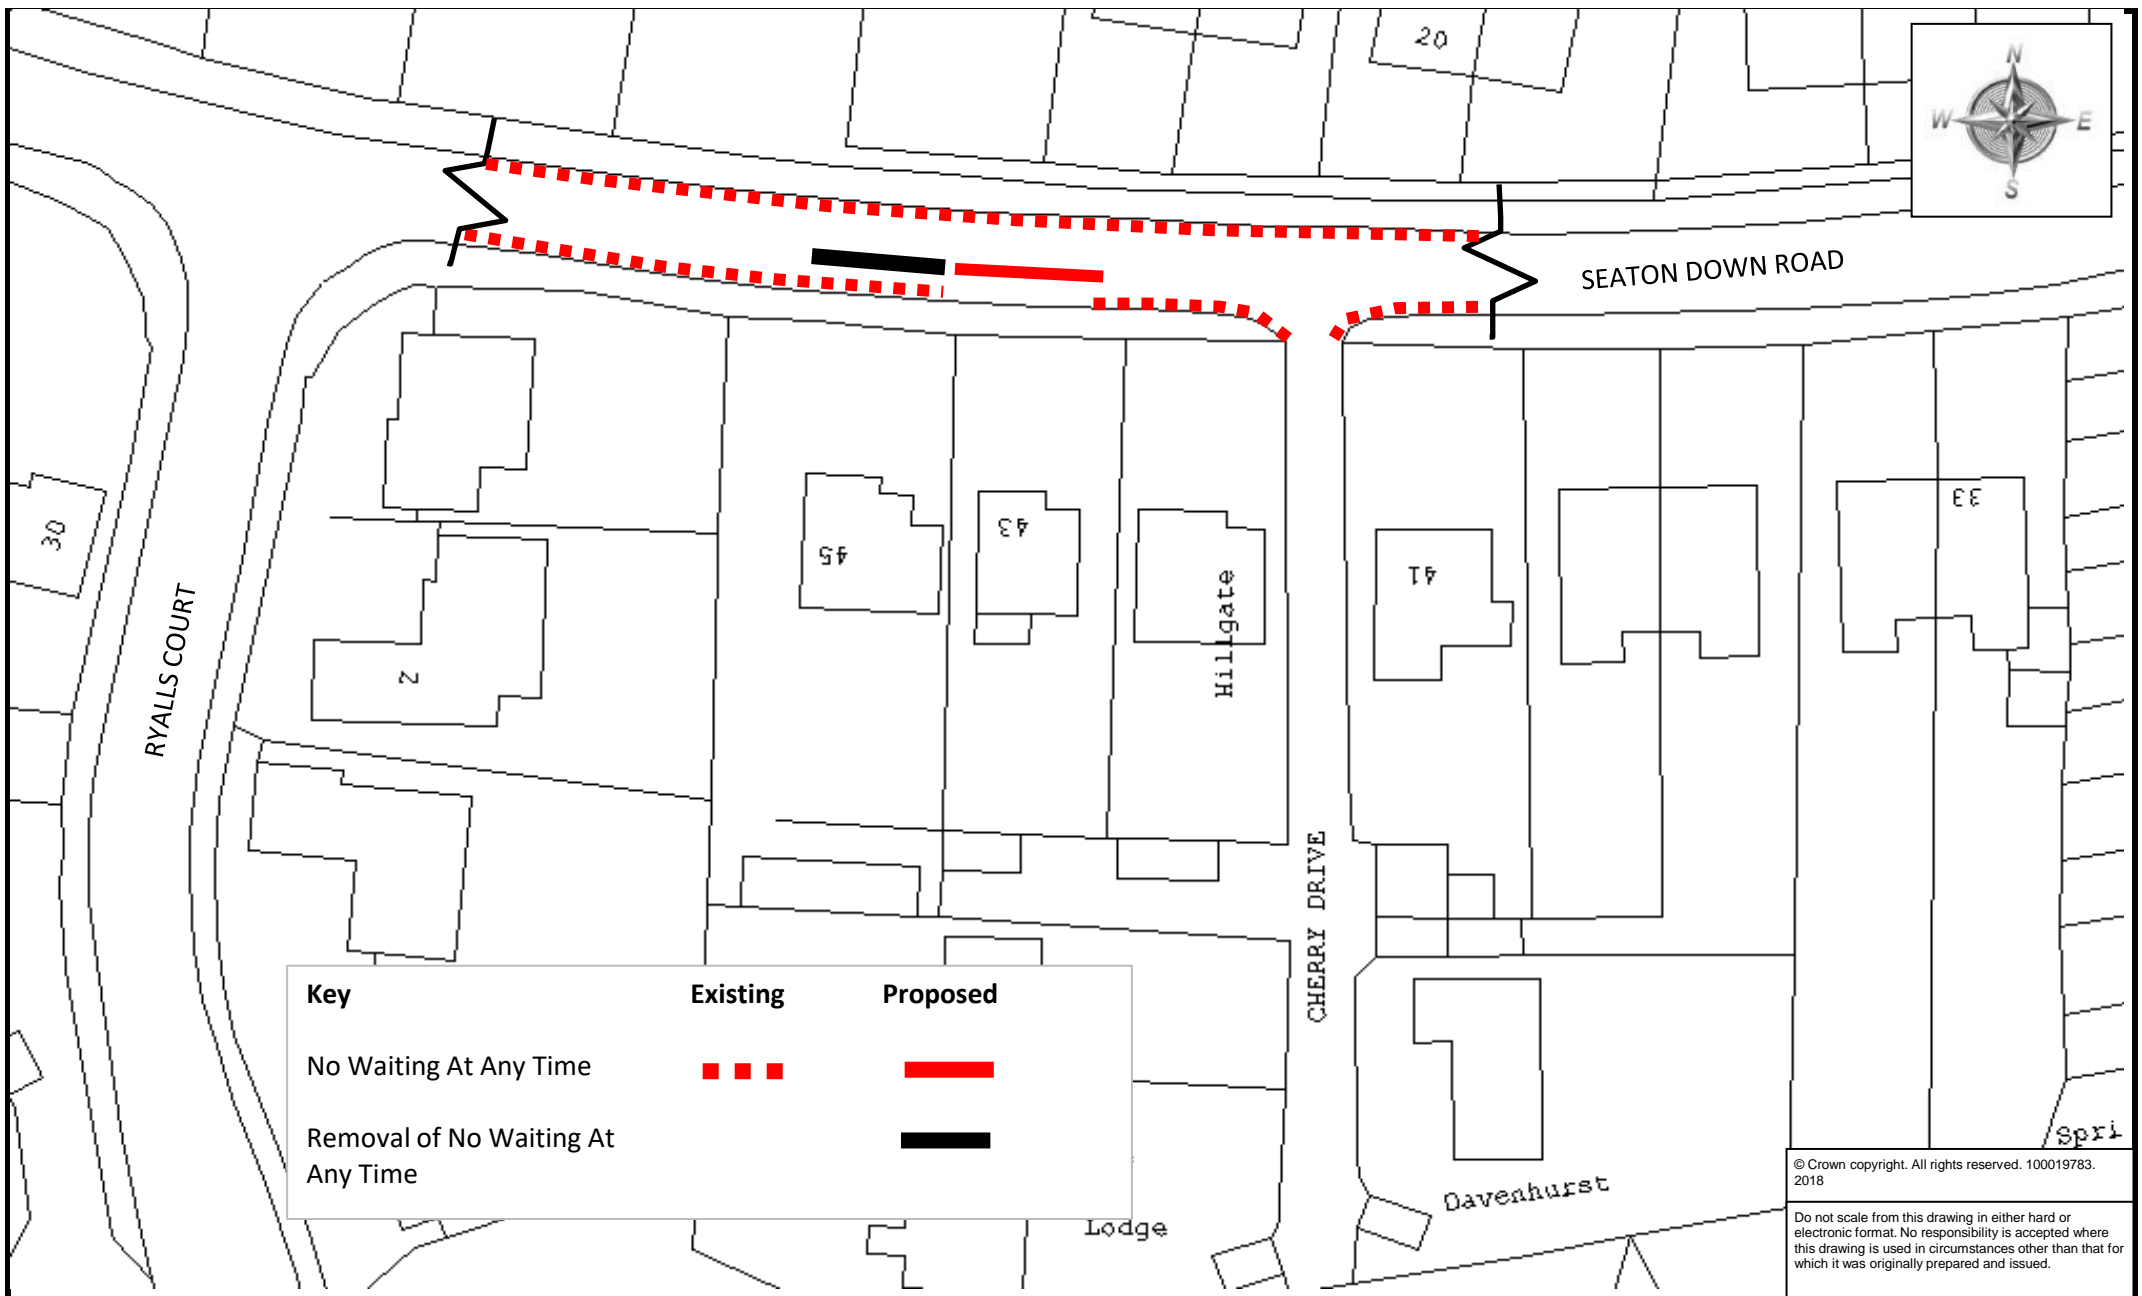 20
N
W E
S
SEATON DOWN ROAD
30
45
43
Hillgate
41
33
2
RYALLS COURT
CHERRY DRIVE
Key Existing Proposed
No Waiting At Any Time
Removal of No Waiting At
Any Time
Lodge
Davenhurst
Spri
© Crown copyright. All rights reserved. 100019783.
2018
Do not scale from this drawing in either hard or
electronic format. No responsibility is accepted where
this drawing is used in circumstances other than that for
which it was originally prepared and issued.